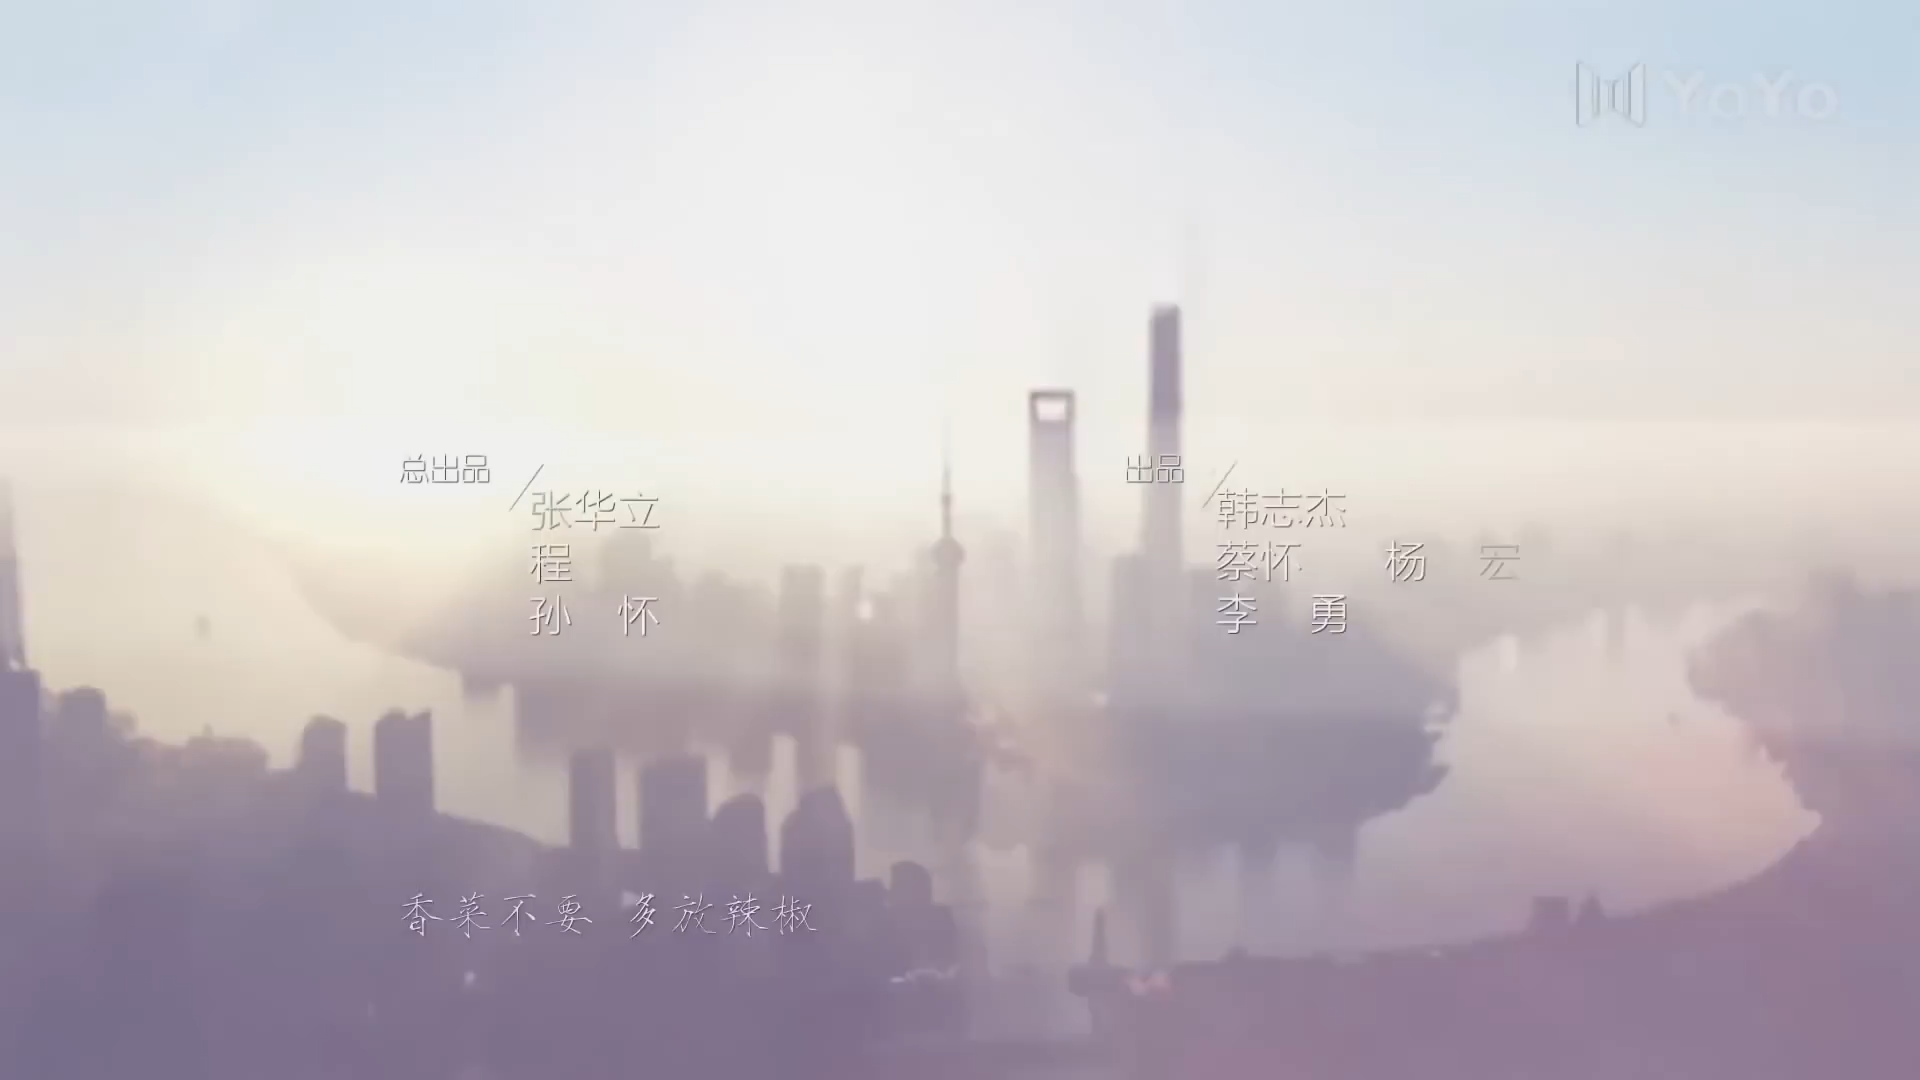 YoYo
总出品
张华立
程
孙 怀
出品
韩志杰
蔡怀 杨 宏
李 勇
香菜不要 多放辣椒